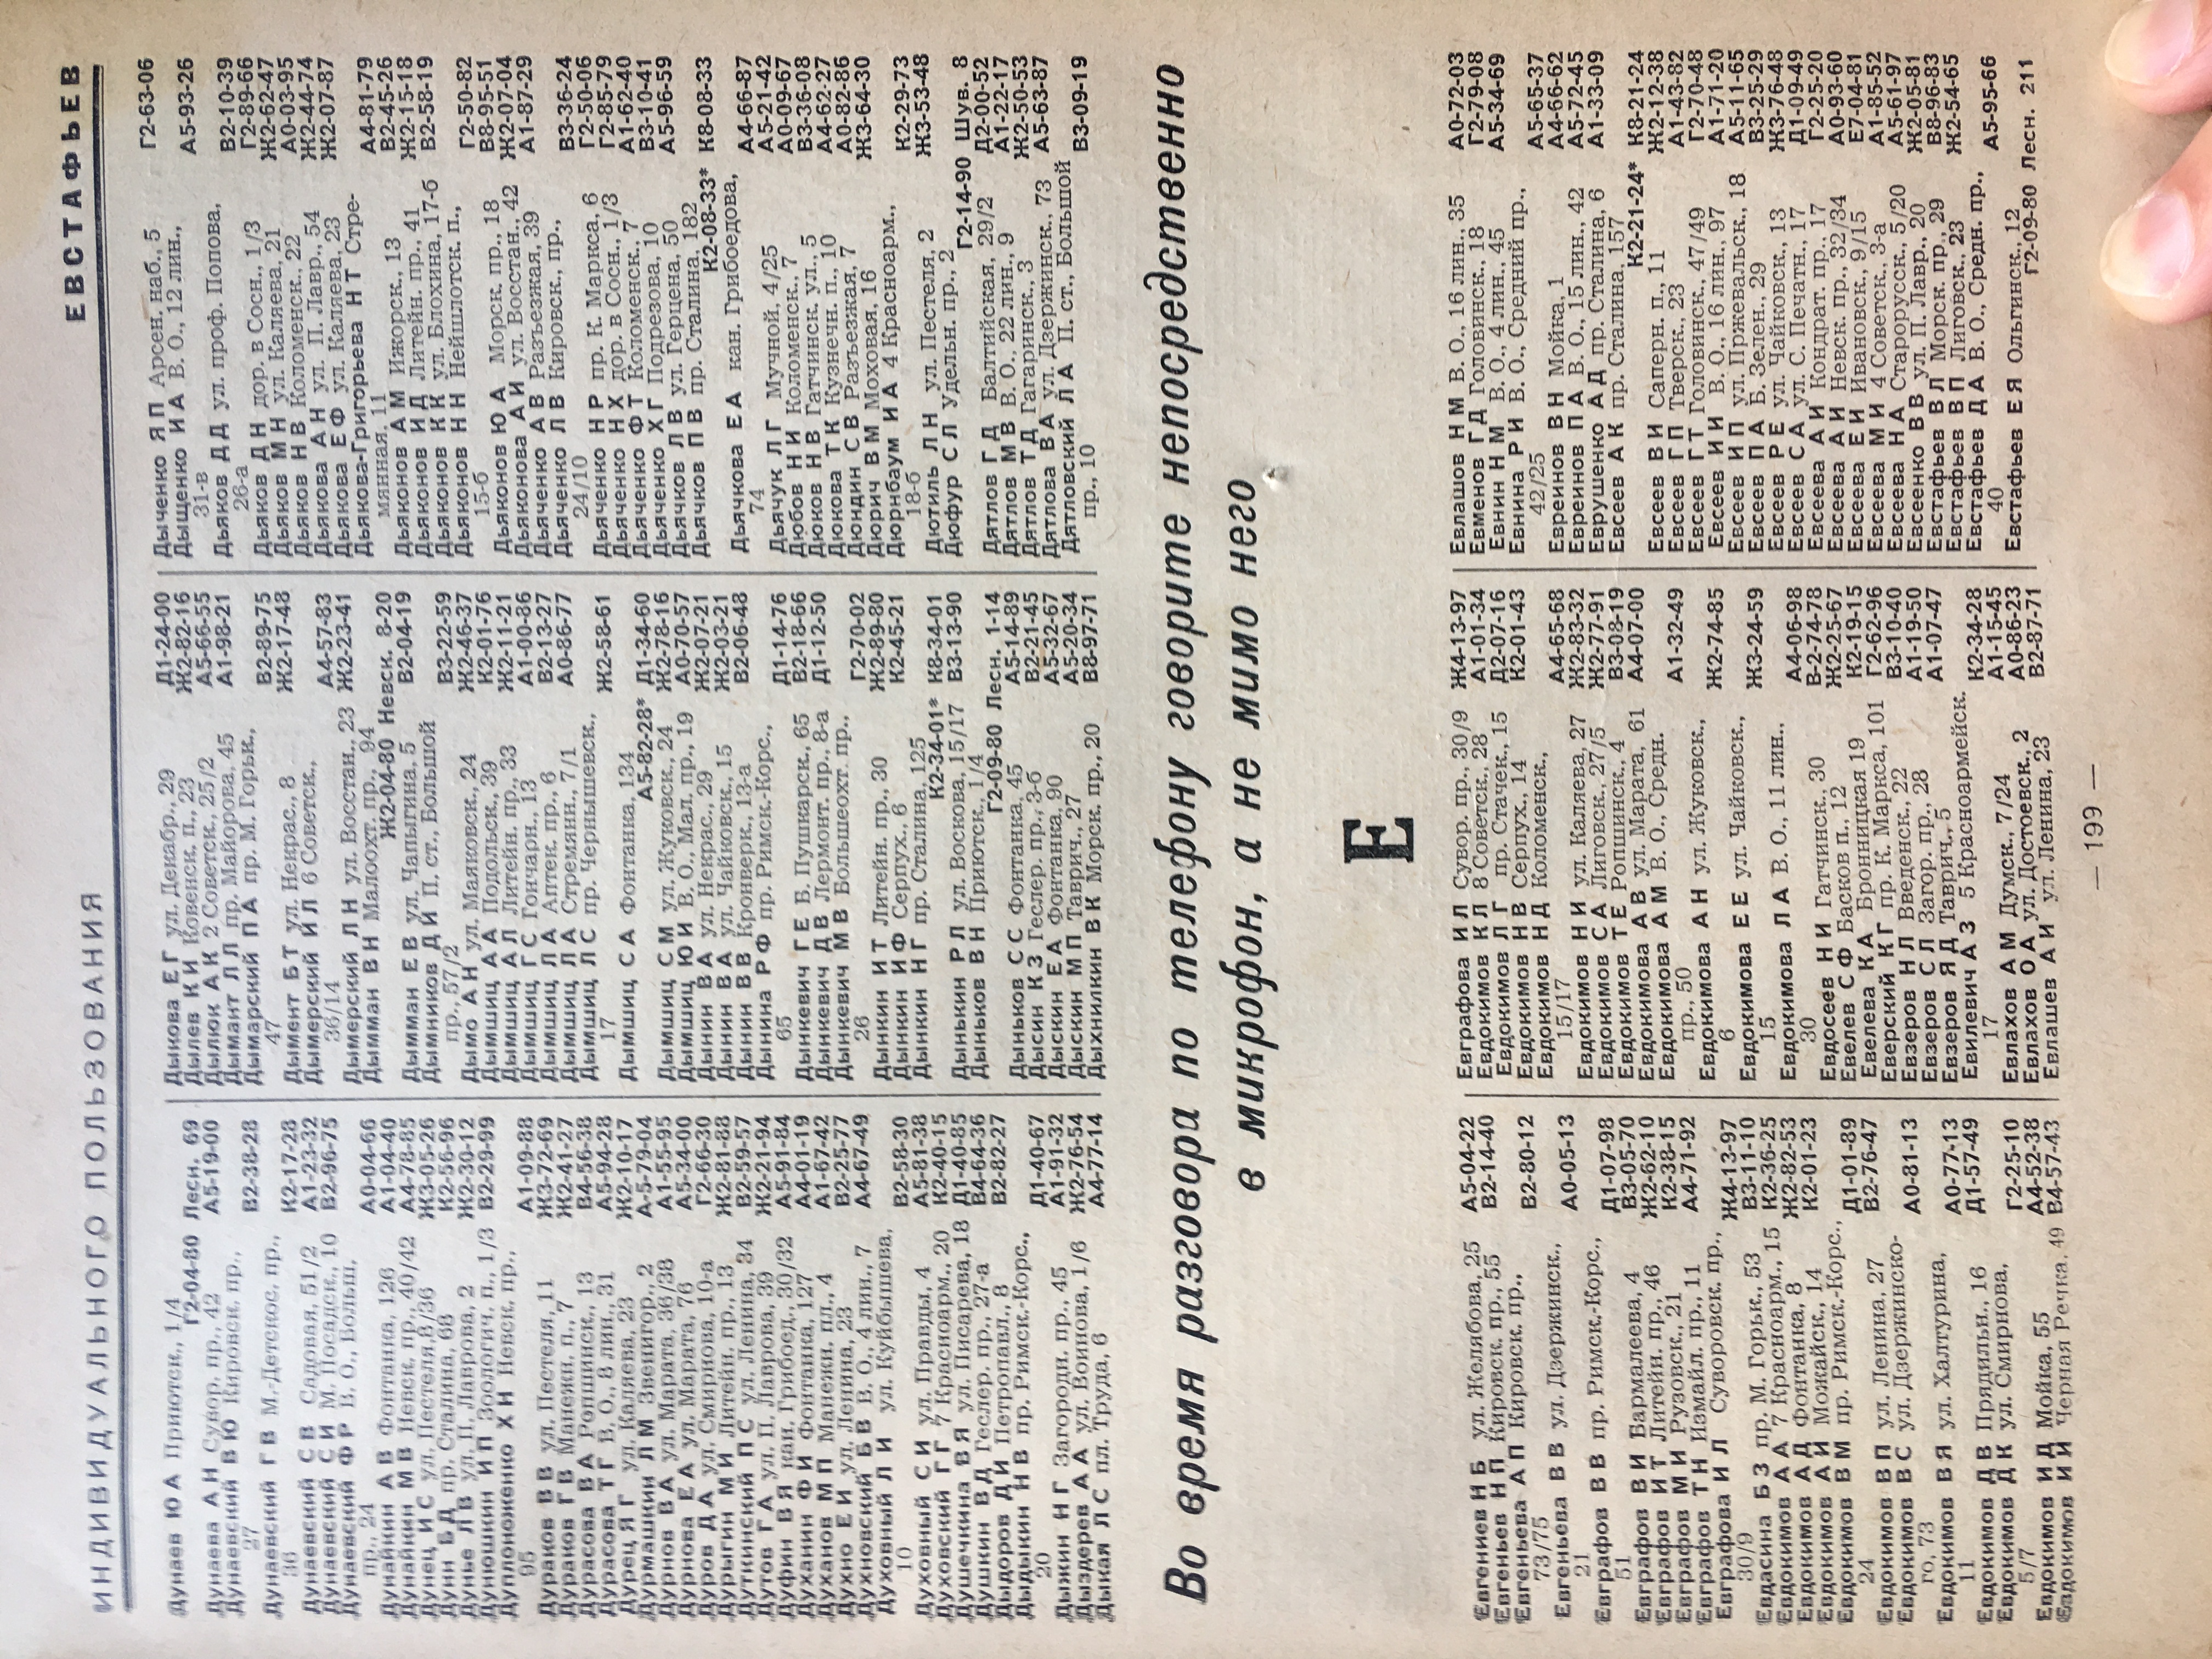 ИНДИВИДУАЛЬНОГО ПОЛЬЗОВАНИЯ
ЕВСТАФЬЕВ
Дунаев Ю А Приютск., 1/4
Г2-04-80 Лесн. 69
Дунаева А Н Сувор. пр., 42 А5-19-00
Дунаевский В Ю Кировск. пр.,
27 В2-38-28
Дунаевский Г В М.-Детскос. пр.,
36 К2-17-28
Дунаевский С В Садовая, 51/2 А1-23-32
Дунаевский С И М. Посадск., 10 В2-96-75
Дунаевский Ф Р В. О., Больш.
пр., 24 А0-04-66
Дунайкин А В Фонтанка, 126 А1-04-40
Дунайкин М В Невск. пр., 40/42 А4-78-85
Дунец И С ул. Пестеля,8/36 Ж3-05-26
Дунн Б Д пр. Сталина, 68 К2-56-96
Дунье Л В ул. П. Лаврова, 2 Ж2-30-12
Дунюшкин И П Зоологич. п., 1/3 В2-29-99
Дуплоноженко Х Н Невск. пр.,
95 А1-09-88
Дураков В В ул. Пестеля, 11 Ж3-72-69
Дураков Г В Манежн. п., 7 Ж2-41-27
Дурасова В А Ропшинск., 13 В4-56-38
Дурасова Т Г В. О., 8 лин., 31 А5-94-28
Дурец Я Г ул. Каляева, 23 Ж2-10-17
Дурмашкин Л М Звенигор., 2 А-5-79-04
Дурнов В А ул. Марата, 36/38 А1-55-95
Дурнова Е А ул. Марата, 76 А5-34-00
Дуров Д А ул. Смирнова, 10-а Г2-66-30
Дурыгин М И Литейн. пр., 13 Ж2-81-88
Дуткинский П С ул. Ленина, 34 В2-59-57
Дутов Г А ул. П. Лаврова, 39 Ж2-21-94
Дуфин В Я кан. Грибоед., 30/32 А5-91-84
Духанин Ф И Фонтанка, 127 А4-01-19
Духанов М П Манежн. пл., 4 А1-67-42
Духно Е И ул. Ленина, 23 В2-25-77
Духновский Б В В. О., 4 лин., 7 А4-67-49
Духовный Л И ул. Куйбышева,
10 В2-58-30
Духовный С И ул. Правды, 4 А5-81-38
Духовский Г Г 7 Красноарм., 20 К2-40-15
Душечкина В Я ул. Писарева, 18 Д1-40-85
Душкин В Д Геслер. пр., 27-а В4-64-36
Дыдоров Д И Петропавл., 8 В2-82-27
Дыдыкин Н В пр. Римск.-Корс.,
20 Д1-40-67
Дыжин Н Г Загородн. пр., 45 А1-91-32
Дыздерев А А ул. Воинова, 1/6 Ж2-76-54
Дыкая Л С пл. Труда, 6 А4-77-14
Дыкова Е Г ул. Декабр., 29 Д1-24-00
Дылев К И Ковенск. п., 23 Ж2-82-16
Дылюк А К 2 Советск., 25/2 А5-66-55
Дымант Л Л пр. Майорова, 45 А1-98-21
Дымарский П А пр. М. Горьк.,
47 В2-89-75
Дымент Б Т ул. Некрас., 8 Ж2-17-48
Дымерский И Л 6 Советск.,
36/14 А4-57-83
Дымерский Л Н ул. Восстан., 23 Ж2-23-41
Дымман В Н Малоохт. пр., 94
Ж2-04-80 Невск. 8-20
Дымман Е В ул. Чапыгина, 5 В2-04-19
Дымников Д И П. ст., Большой
пр., 57/2 В3-22-59
Дымо А Н ул. Маяковск., 24 Ж2-46-37
Дымшиц А А Подольск., 39 К2-01-76
Дымшиц А Л Литейн. пр., 33 Ж2-11-21
Дымшиц Г С Гончарн., 13 А1-00-86
Дымшиц Л А Аптек. пр., 6 В2-13-27
Дымшиц Л А Стремянн., 7/1 А0-86-77
Дымшиц Л С пр. Чернышевск.,
17 Ж2-58-61
Дымшиц С А Фонтанка, 134
А5-82-28* Д1-34-60
Дымшиц С М ул. Жуковск., 24 Ж2-78-16
Дымшиц Ю И В. О., Мал. пр., 19 А0-70-57
Дынин В А ул. Некрас., 29 Ж2-07-21
Дынин В А ул. Чайковск., 15 Ж2-03-21
Дынин В В Кронверк., 13-а В2-06-48
Дынина Р Ф пр. Римск.-Корс.,
65 Д1-14-76
Дынкевич Г Е Б. Пушкарск., 65 В2-18-66
Дынкевич Д В Лермонт. пр., 8-а Д1-12-50
Дынкевич М В Большеохт. пр.,
26 Г2-70-02
Дынкин И Т Литейн. пр., 30 Ж2-89-80
Дынкин И Ф Серпух., 6 К2-45-21
Дынкин Н Г пр. Сталина, 125
К2-34-01* К8-34-01
Дынькин Р Л ул. Воскова, 15/17 В3-13-90
Дыньков В Н Приютск., 1/4
Г2-09-80 Лесн. 1-14
Дыньков С С Фонтанка, 45 А5-14-89
Дысин К З Геслер. пр., 3-б В2-21-45
Дыскин Е А Фонтанка, 90 А5-32-67
Дыскин М П Таврич., 27 А5-20-34
Дыхнилкин В К Морск. пр., 20 В8-97-71
Дыченко Я П Арсен. наб., 5 Г2-63-06
Дыщенко И А В. О., 12 лин.,
31-в А5-93-26
Дьяков Д Д ул. проф. Попова,
26-а В2-10-39
Дьяков Д Н дор. в Сосн., 1/3 Г2-89-66
Дьяков М Н ул. Каляева, 21 Ж2-62-47
Дьяков Н В Коломенск., 22 А0-03-95
Дьякова А Н ул. П. Лавр., 54 Ж2-44-74
Дьякова Е Ф ул. Каляева, 23 Ж2-07-87
Дьякова-Григорьева Н Т Стре-
мянная, 11 А4-81-79
Дьяконов А М Ижорск., 13 В2-45-26
Дьяконов И Д Литейн. пр., 41 Ж2-15-18
Дьяконов К К ул. Блохина, 17-б В2-58-19
Дьяконов Н Н Нейшлотск. п.,
15-б Г2-50-82
Дьяконов Ю А Морск. пр., 18 В8-95-51
Дьяконова А И ул. Восстан., 42 Ж2-07-04
Дьяченко А В Разъезжая, 39 А1-87-29
Дьяченко Л В Кировск., пр.,
24/10 В3-36-24
Дьяченко Н Р пр. К. Маркса, 6 Г2-50-06
Дьяченко Н Х дор. в Сосн., 1/3 Г2-85-79
Дьяченко Ф Т Коломенск., 7 А1-62-40
Дьяченко Х Г Подрезова, 10 В3-10-41
Дьячков Л В ул. Герцена, 50 А5-96-59
Дьячков П В пр. Сталина, 182
К2-08-33* К8-08-33
Дьячкова Е А кан. Грибоедова,
74 А4-66-87
Дьячук Л Г Мучной, 4/25 А5-21-42
Дюбов Н И Коломенск., 7 А0-09-67
Дюков Н В Гатчинск. ул., 5 В3-36-08
Дюкова Т К Кузнечн. п., 10 А4-62-27
Дюндин С В Разъезжая, 7 А0-82-86
Дюрич В М Моховая, 16 Ж3-64-30
Дюрнбаум И А 4 Красноарм.,
18-б К2-29-73
Дютиль Л Н ул. Пестеля, 2 Ж3-53-48
Дюфур С Л Удельн. пр., 2
Г2-14-90 Шув. 8
Дятлов Г Д Балтийская, 29/2 Д2-00-52
Дятлов М В В. О., 22 лин., 9 А1-22-17
Дятлов Т Д Гагаринск., 3 Ж2-50-53
Дятлова В А ул. Дзержинск., 73 А5-63-87
Дятловский Л А П. ст., Большой
пр., 10 В3-09-19
Во время разговора по телефону говорите непосредственно
в микрофон, а не мимо него
Е
Евгениев Н Б ул. Желябова, 25 А5-04-22
Евгеньев Н П Кировск. пр., 55 В2-14-40
Евгеньева А П Кировск. пр.,
73/75 В2-80-12
Евгеньева В В ул. Дзержинск.,
21 А0-05-13
Евграфов В В пр. Римск.-Корс.,
51 Д1-07-98
Евграфов В И Бармалеева, 4 В3-05-70
Евграфов И Т Литейн. пр., 46 Ж2-62-10
Евграфов М И Рузовск., 21 К2-38-15
Евграфов Т Н Измайл. пр., 11 А4-71-92
Евграфова И Л Суворовск. пр.,
30/9 Ж4-13-97
Евдасина Б З пр. М. Горьк., 53 В3-11-10
Евдокимов А А 7 Красноарм., 15 К2-36-25
Евдокимов А Д Фонтанка, 8 Ж2-82-53
Евдокимов А И Можайск., 14 К2-01-23
Евдокимов В М пр. Римск.-Корс.,
24 Д1-01-89
Евдокимов В П ул. Ленина, 27 В2-76-47
Евдокимов В С ул. Дзержинско-
го, 73 А0-81-13
Евдокимов В Я ул. Халтурина,
11 А0-77-13
Евдокимов Д В Прядильн., 16 Д1-57-49
Евдокимов Д К ул. Смирнова,
5/7 Г2-25-10
Евдокимов И Д Мойка, 55 А4-52-38
Евдокимов И И Черная Речка, 49 В4-57-43
Евграфова И Л Сувор. пр., 30/9 Ж4-13-97
Евдокимов К Л 8 Советск., 28 А1-01-34
Евдокимов Л Г пр. Стачек., 15 Д2-07-16
Евдокимов Н В Серпух., 14 К2-01-43
Евдокимов Н Д Коломенск.,
15/17 А4-65-68
Евдокимов Н И ул. Каляева, 27 Ж2-83-32
Евдокимов С А Лиговск., 27/5 Ж2-77-91
Евдокимов Т Е Ропшинск., 4 В3-08-19
Евдокимова А В ул. Марата, 61 А4-07-00
Евдокимова А М В. О., Средн.
пр., 50 А1-32-49
Евдокимова А Н ул. Жуковск.,
6 Ж2-74-85
Евдокимова Е Е ул. Чайковск.,
15 Ж3-24-59
Евдокимова Л А В. О., 11 лин.,
30 А4-06-98
Евдосеев Н И Гатчинск., 30 В-2-74-78
Евелев С Ф Басков п., 12 Ж2-25-67
Евелева К А Бронницкая 19 К2-19-15
Еверский К Г пр. К. Маркса, 101 Г2-62-96
Евзеров Н Л Введенск., 22 В3-10-40
Евзеров С Л Загор. пр., 28 А1-19-50
Евзеров Я Д Таврич., 5 А1-07-47
Евилевич А З 5 Красноармейск.
17 К2-34-28
Евлахов А М Думск., 7/24 А1-15-45
Евлахов О А ул. Достоевск., 2 А0-86-23
Евлашев А И ул. Ленина, 23 В2-87-71
Евлашов Н М В. О., 16 лин., 35 А0-72-03
Евменов Г Д Головинск., 18 Г2-79-08
Евнин Н М В. О., 4 лин., 45 А5-34-69
Евнина Р И В. О., Средний пр.,
42/25 А5-65-37
Евреинов В Н Мойка, 1 А4-66-62
Евреинов П А В. О., 15 лин., 42 А5-72-45
Еврушенко А Д пр. Сталина, 6 А1-33-09
Евсеев А К пр. Сталина, 157
К2-21-24* К8-21-24
Евсеев В И Саперн. п., 11 Ж2-12-38
Евсеев Г П Тверск., 23 А1-43-82
Евсеев Г Т Головинск., 47/49 Г2-70-48
Евсеев И И В. О., 16 лин., 97 А1-71-20
Евсеев И П ул. Пржевальск., 18 А5-11-65
Евсеев П А Б. Зелен., 29 В3-25-29
Евсеев Р Е ул. Чайковск., 13 Ж3-76-48
Евсеев С А ул. С. Печатн., 17 Д1-09-49
Евсеева А И Кондрат. пр., 17 Г2-25-20
Евсеева А И Невск. пр., 32/34 А0-93-60
Евсеева Е И Ивановск., 9/15 Е7-04-81
Евсеева М И 4 Советск., 3-а А1-85-52
Евсеева Н А Старорусск., 5/20 А5-61-97
Евсеенко В В ул. П. Лавр., 20 Ж2-05-81
Евстафьев В Л Морск. пр., 29 В8-96-83
Евстафьев В П Лиговск., 23 Ж2-54-65
Евстафьев Д А В. О., Средн. пр.,
40 А5-95-66
Евстафьев Е Я Ольгинск., 12
Г2-09-80 Лесн. 211
— 199 —